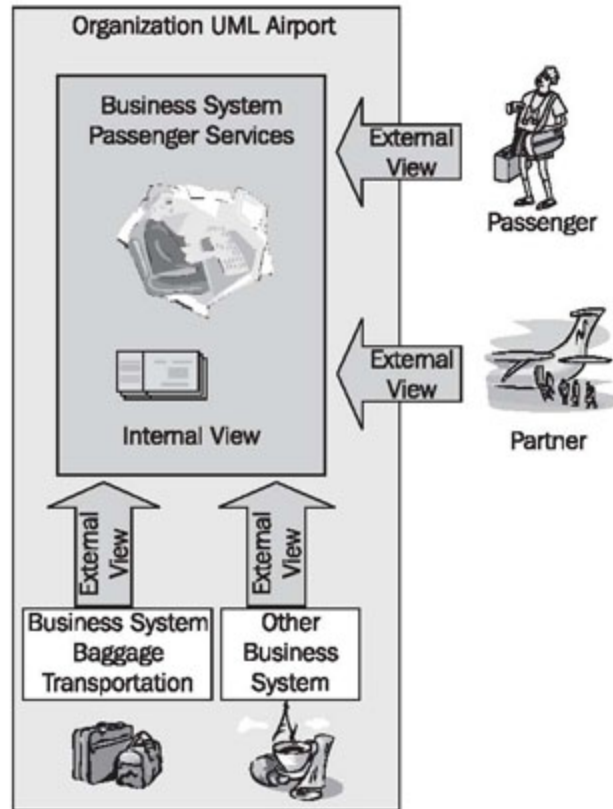 Organization UML Airport
Business System
Passenger Services
External
View
Passenger
External
View
Partner
Internal View
External
View
External
View
Business System
Baggage
Transportation
Other
Business
System